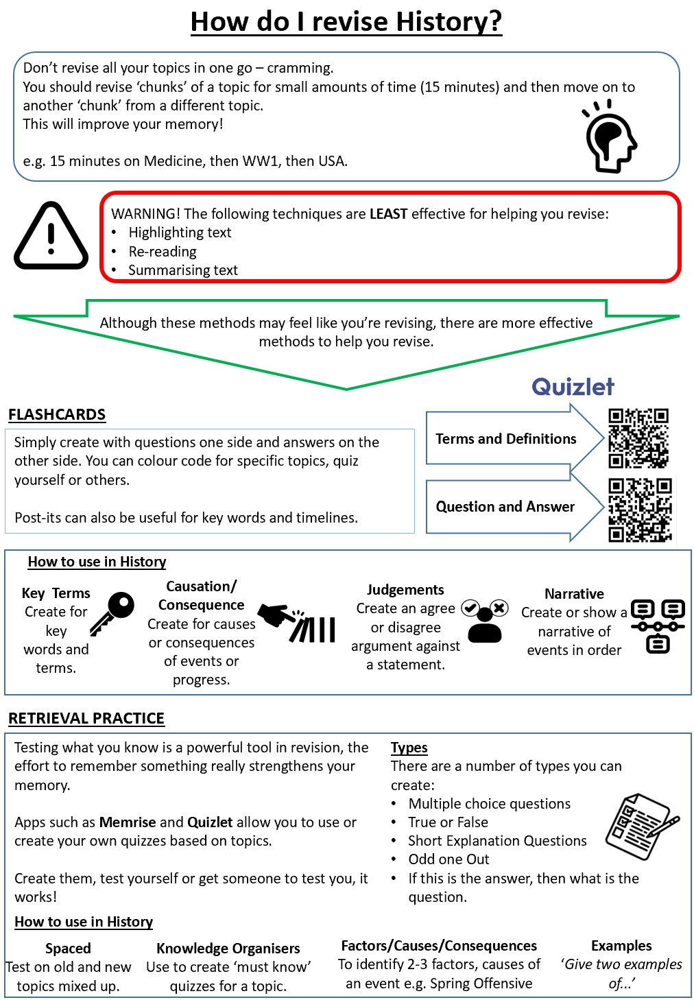 How do I revise History?
Don’t revise all your topics in one go – cramming.
You should revise ‘chunks’ of a topic for small amounts of time (15 minutes) and then move on to
another ‘chunk’ from a different topic.
This will improve your memory!
e.g. 15 minutes on Medicine, then WW1, then USA.
WARNING! The following techniques are LEAST effective for helping you revise:
• Highlighting text
• Re-reading
• Summarising text
Although these methods may feel like you’re revising, there are more effective
methods to help you revise.
Quizlet
FLASHCARDS
Simply create with questions one side and answers on the
other side. You can colour code for specific topics, quiz
yourself or others.
Post-its can also be useful for key words and timelines.
Terms and Definitions
Question and Answer
How to use in History
Key Terms
Create for
key
words and
terms.
Causation/
Consequence
Create for causes
or consequences
of events or
progress.
Judgements
Create an agree
or disagree
argument against
a statement.
Narrative
Create or show a
narrative of
events in order
RETRIEVAL PRACTICE
Testing what you know is a powerful tool in revision, the
effort to remember something really strengthens your
memory.
Apps such as Memrise and Quizlet allow you to use or
create your own quizzes based on topics.
Create them, test yourself or get someone to test you, it
works!
Types
There are a number of types you can
create:
• Multiple choice questions
• True or False
• Short Explanation Questions
• Odd one Out
• If this is the answer, then what is the
question.
How to use in History
Spaced
Test on old and new
topics mixed up.
Knowledge Organisers
Use to create ‘must know’
quizzes for a topic.
Factors/Causes/Consequences
To identify 2-3 factors, causes of
an event e.g. Spring Offensive
Examples
‘Give two examples
of...’